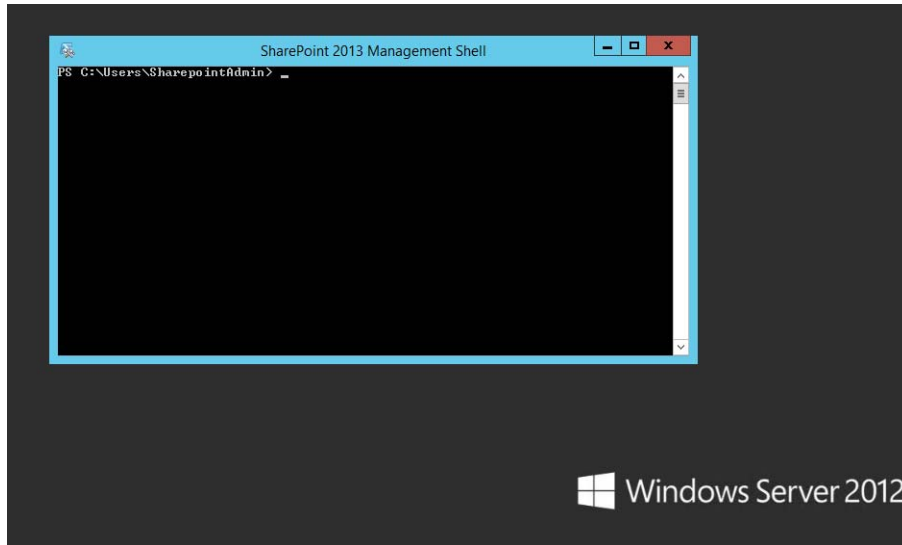 SharePoint 2013 Management Shell
PS C:\Users\SharepointAdmin> _
Windows Server 2012